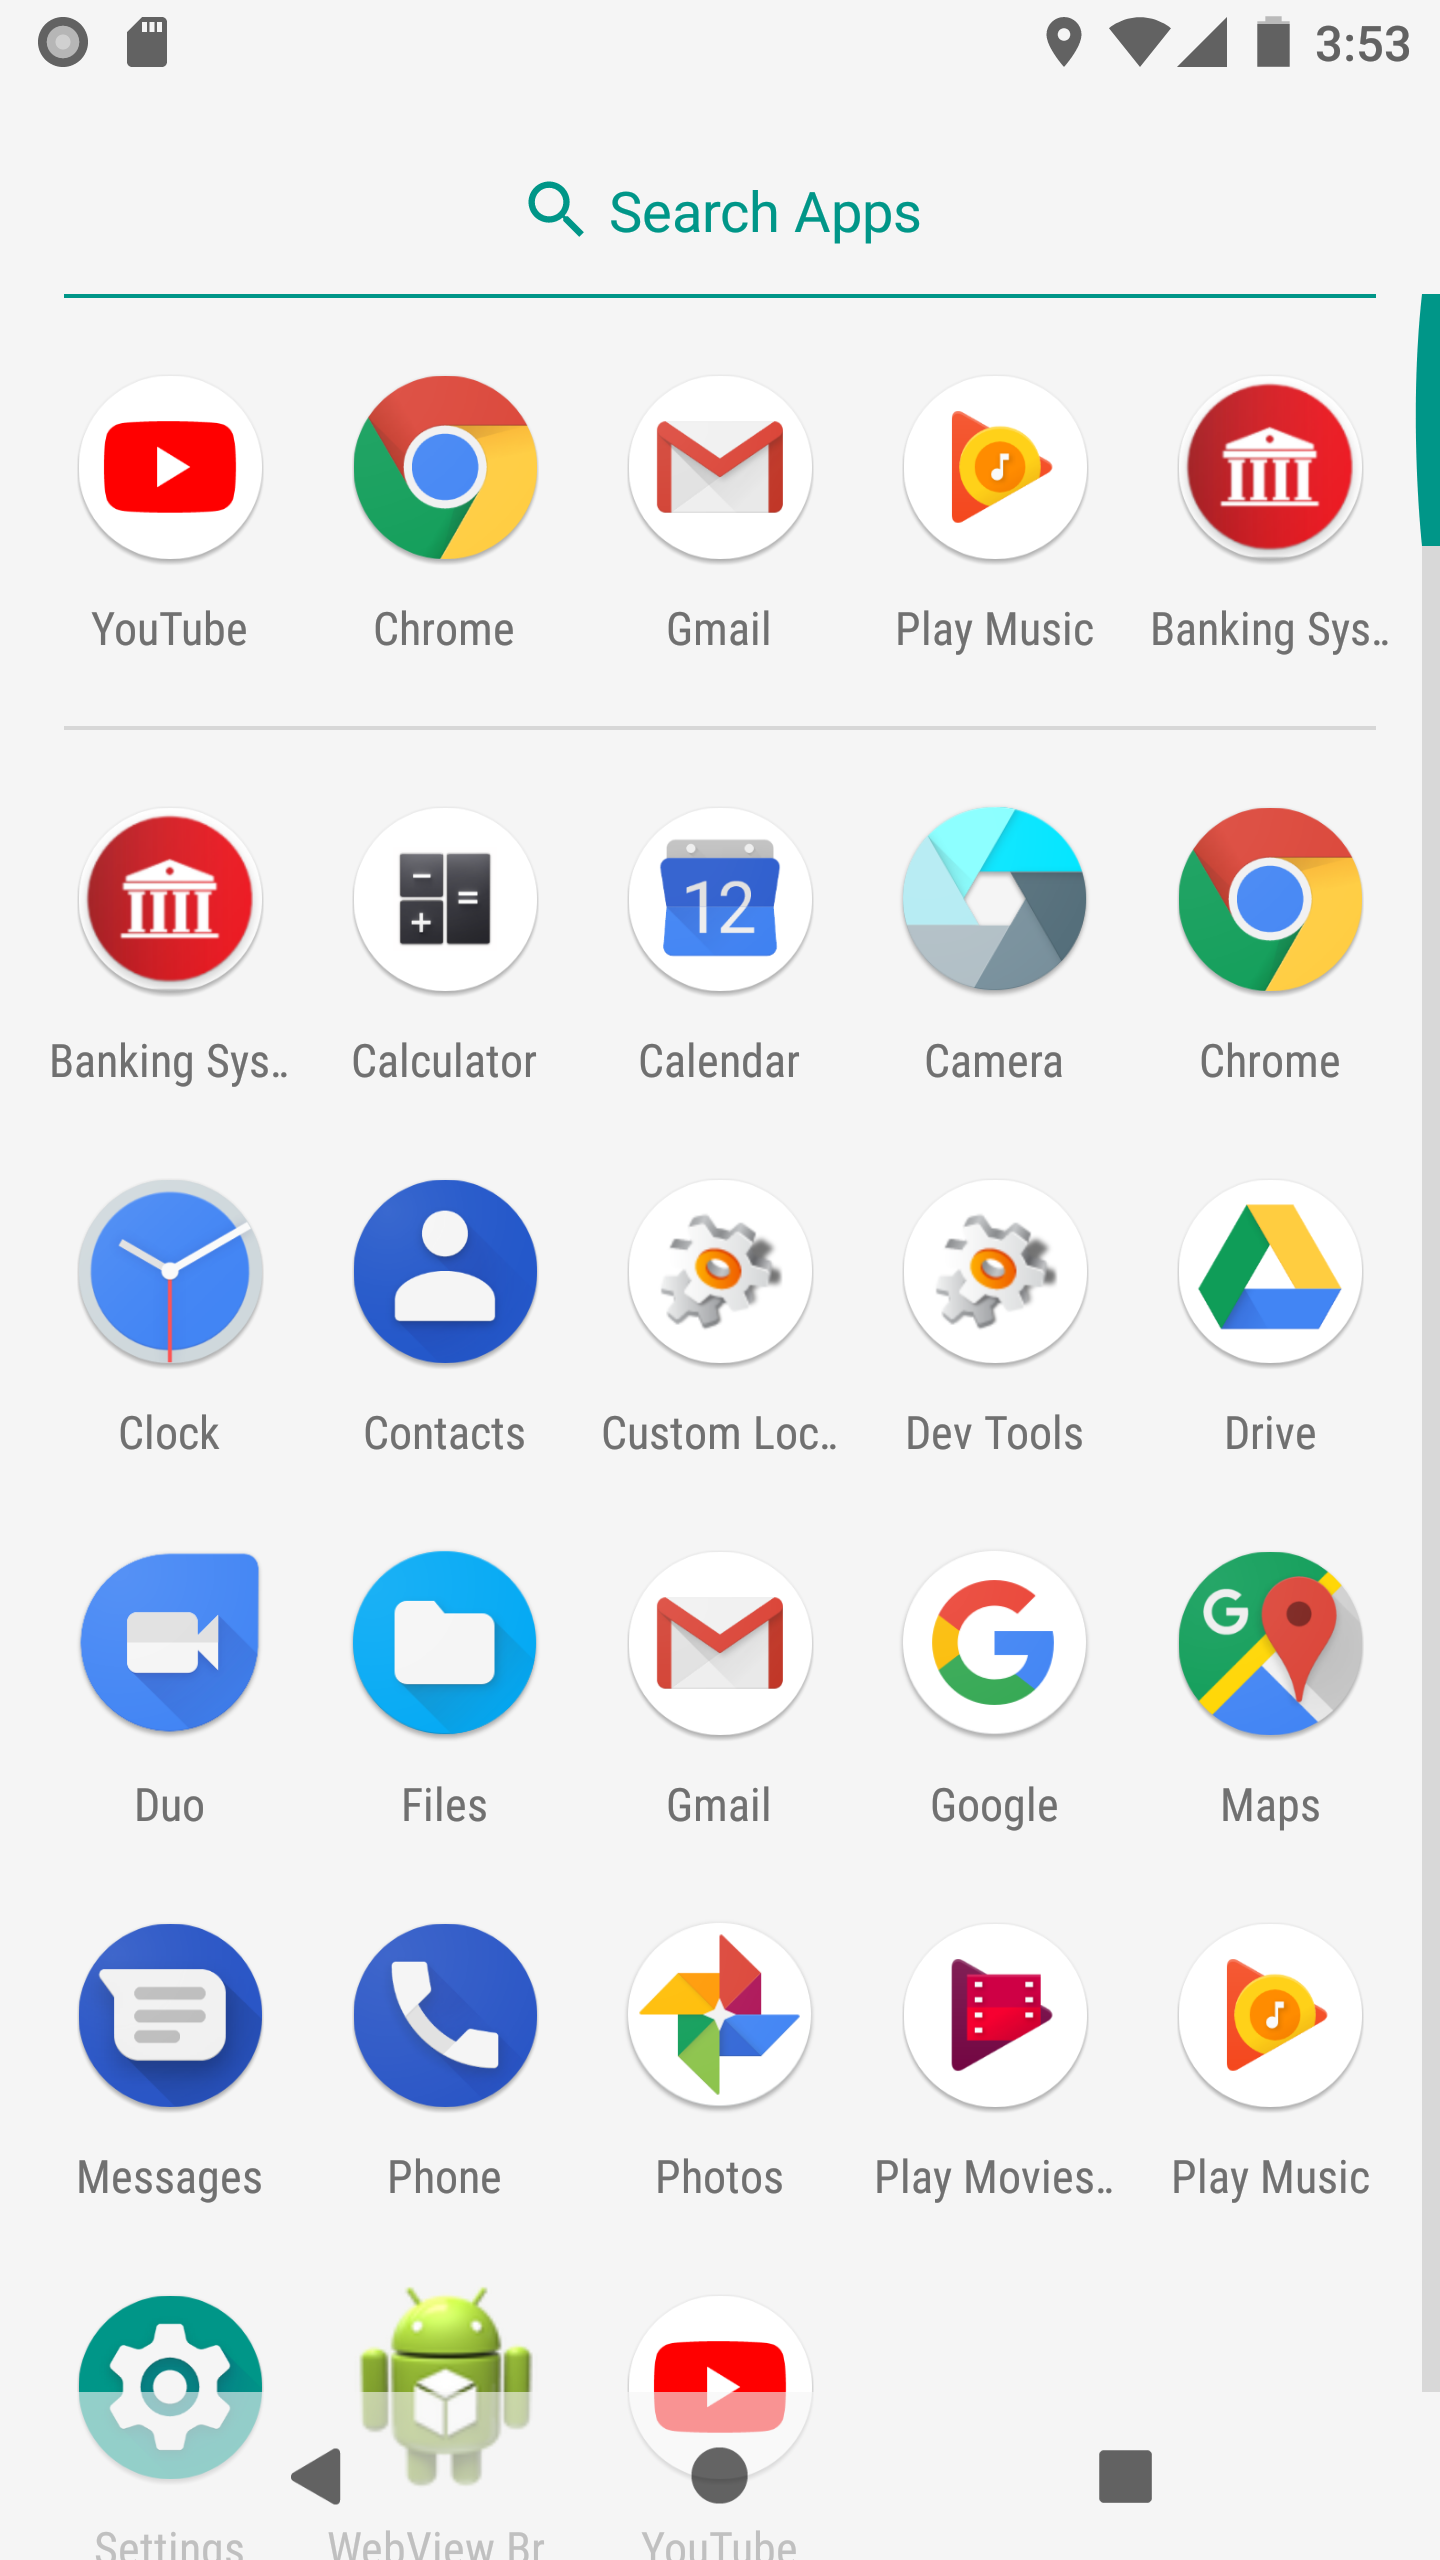 3:53
Search Apps
YouTube Chrome Gmail Play Music Banking Sys…
Banking Sys… Calculator Calendar Camera Chrome
12
Clock Contacts Custom Loc… Dev Tools Drive
Duo Files Gmail Google Maps
Messages Phone Photos Play Movies… Play Music
Settings WebView Br YouTube